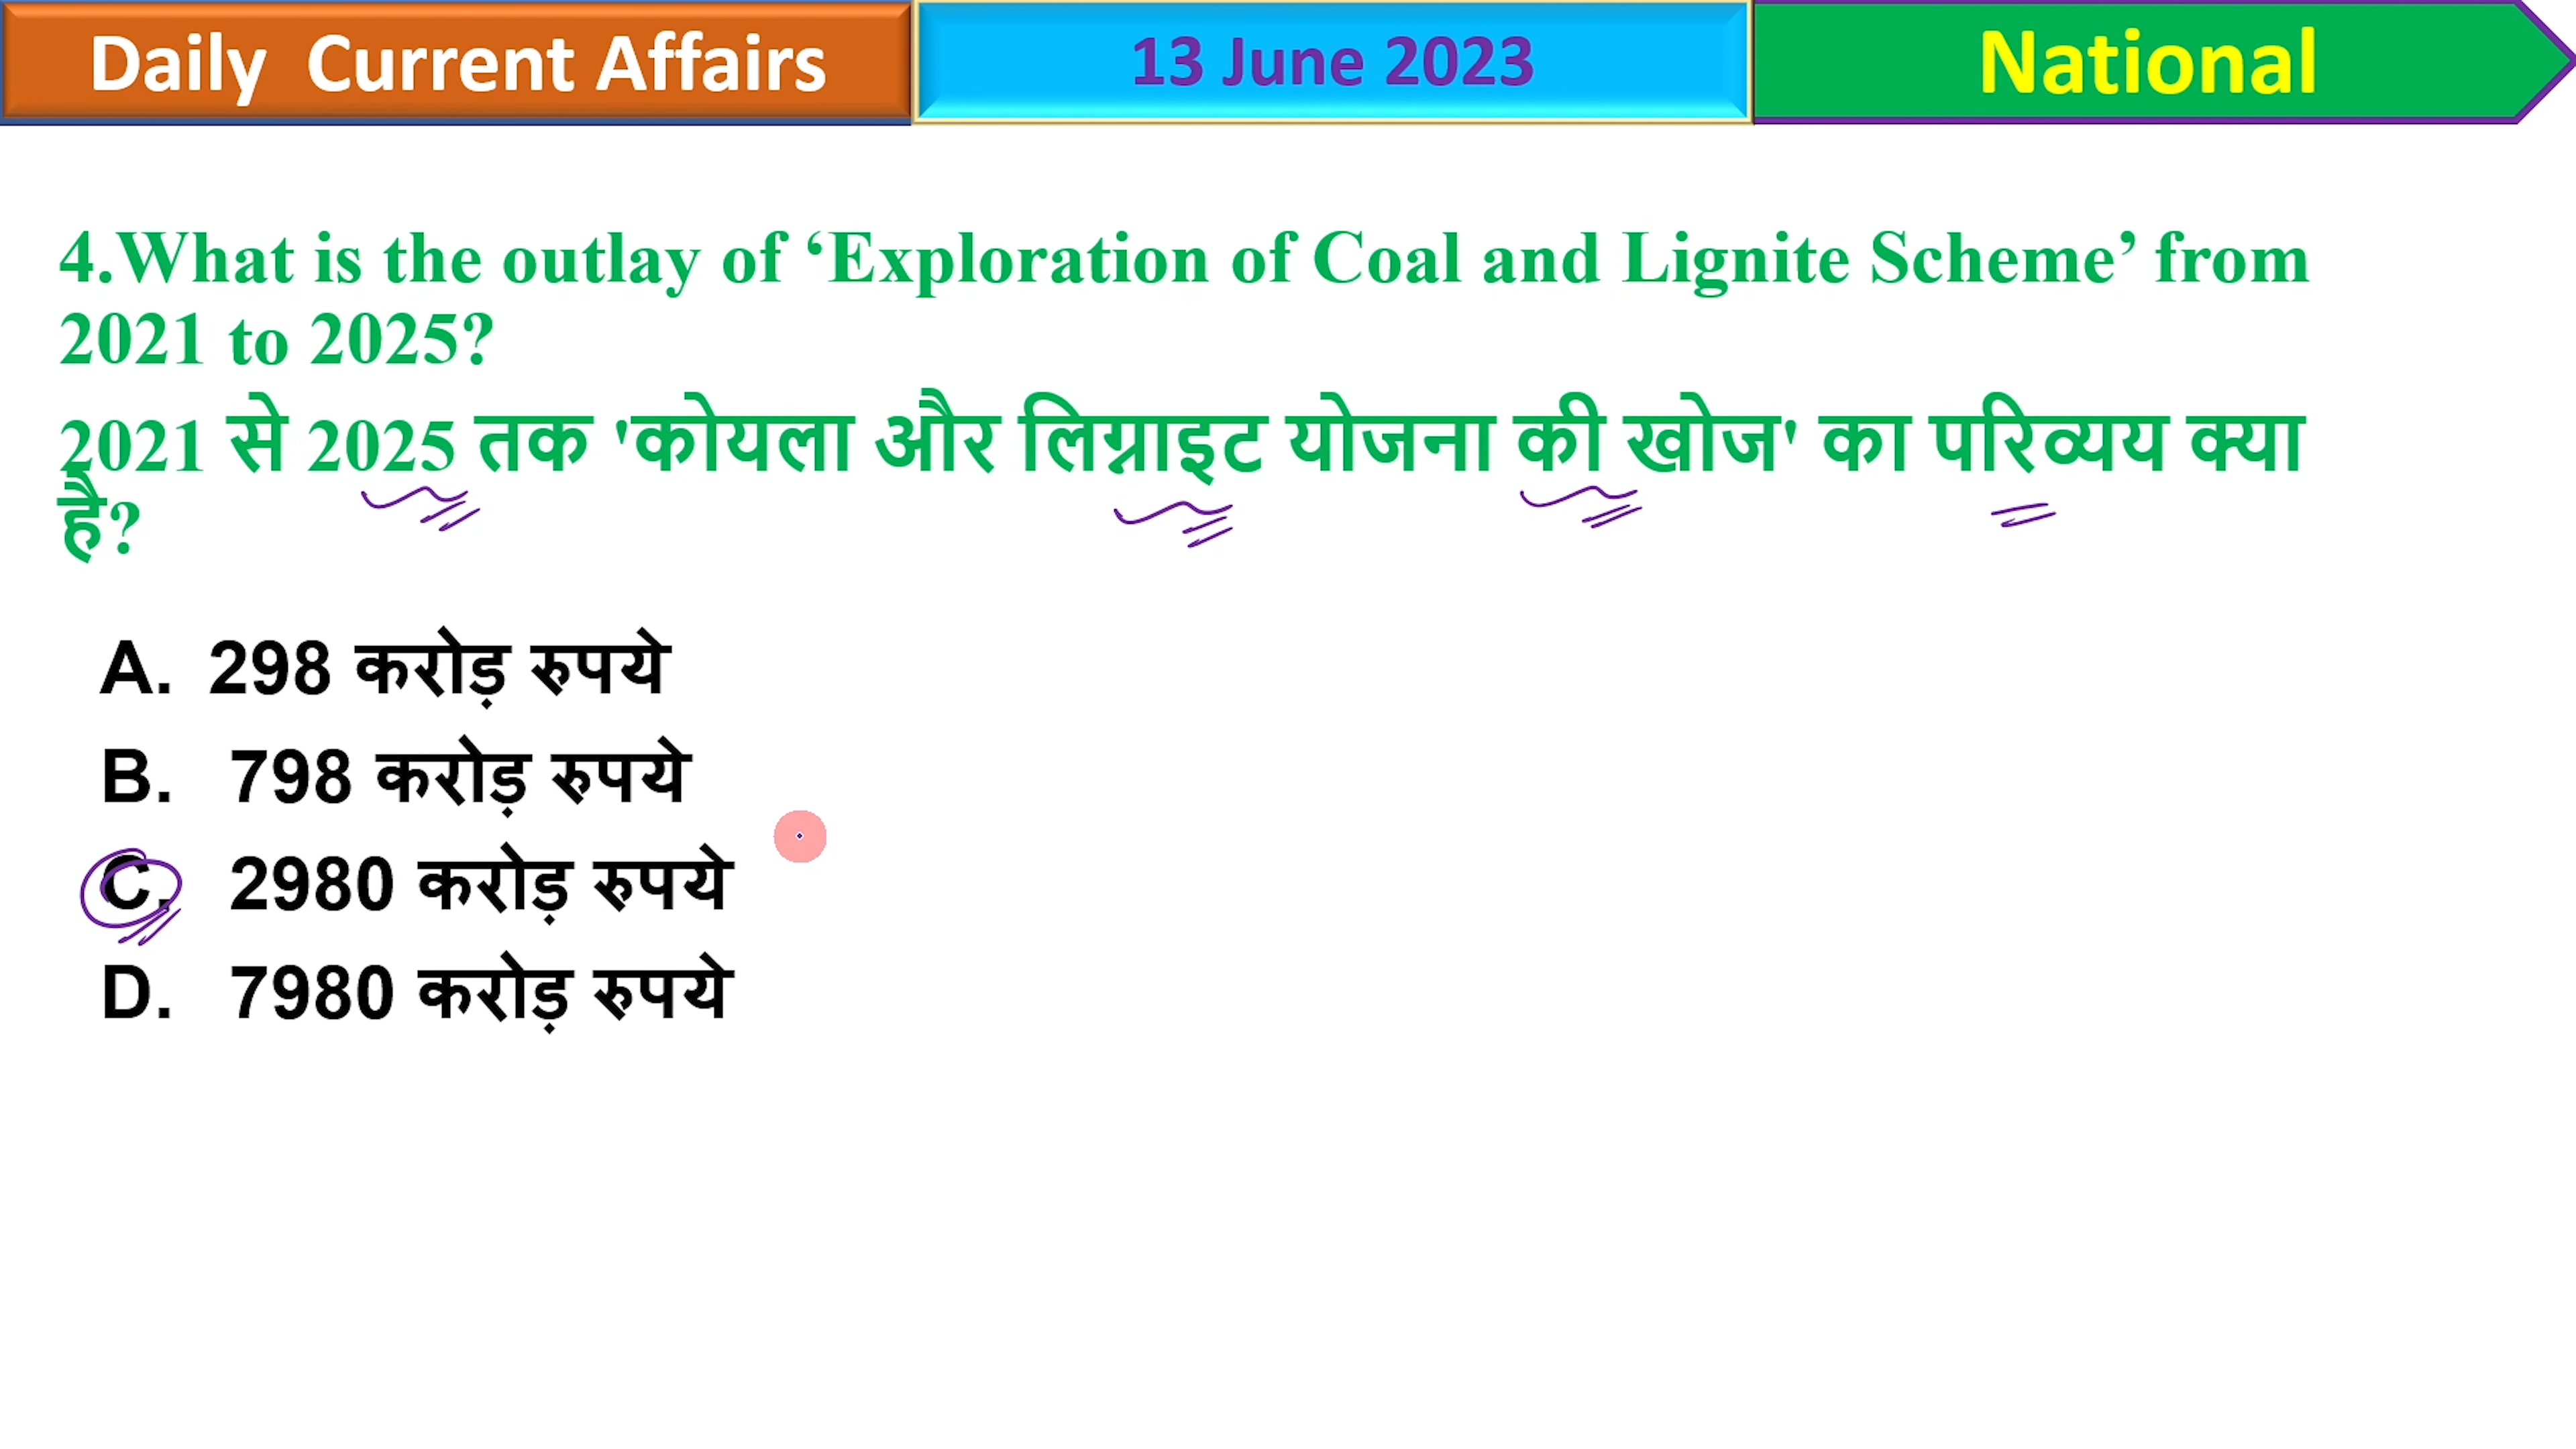 Daily Current Affairs
13 June 2023
National
4.What is the outlay of ‘Exploration of Coal and Lignite Scheme’ from
2021 to 2025?
2021 से 2025 तक 'कोयला और लिग्नाइट योजना की खोज' का परिव्यय क्या
है?
A. 298 करोड़ रुपये
B. 798 करोड़ रुपये
C. 2980 करोड़ रुपये
D. 7980 करोड़ रुपये